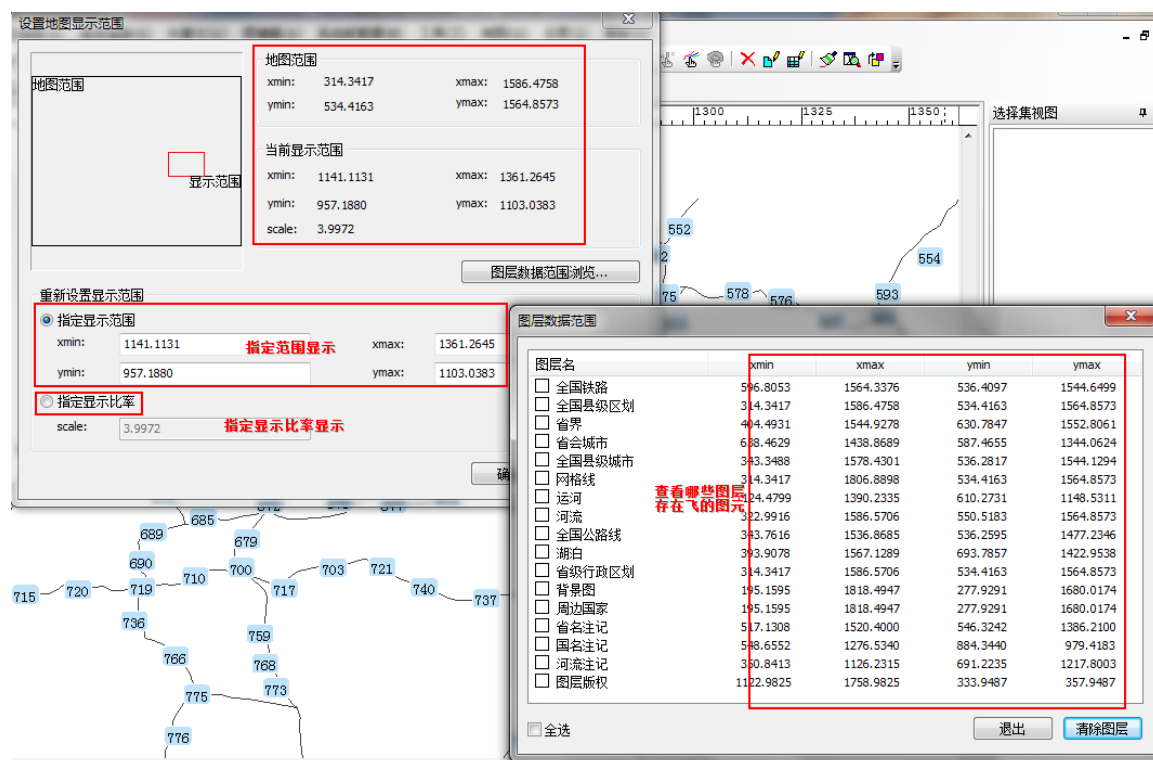 设置地图显示范围
地图范围
显示范围
地图范围
xmin: 314.3417 xmax: 1586.4758
ymin: 534.4163 ymax: 1564.8573
当前显示范围
xmin: 1141.1131 xmax: 1361.2645
ymin: 957.1880 ymax: 1103.0383
scale: 3.9972
图层数据范围浏览...
重新设置显示范围
指定显示范围
xmin: 1141.1131 指定范围显示 xmax: 1361.2645
ymin: 957.1880 ymax: 1103.0383
指定显示比率
scale: 3.9972 指定显示比率显示
1300 1325 1350
选择集视图
552
554
578 576 593
图层数据范围
图层名 xmin xmax ymin ymax
全国铁路 596.8053 1564.3376 536.4097 1544.6499
全国县级区划 314.3417 1586.4758 534.4163 1564.8573
省界 404.4931 1544.9278 630.7847 1552.8061
省会城市 638.4629 1438.8689 587.4655 1344.0624
全国县级城市 343.3488 1578.4301 536.2817 1544.1294
网格线 314.3417 1806.8898 534.4163 1564.8573
运河 1124.4799 1390.2335 610.2731 1148.5311
河流 322.9916 1586.5706 550.5183 1564.8573
全国公路线 343.7616 1536.8685 536.2595 1477.2346
湖泊 393.9078 1567.1289 693.7857 1422.9538
省级行政区划 314.3417 1586.5706 534.4163 1564.8573
背景图 195.1595 1818.4947 277.9291 1680.0174
周边国家 195.1595 1818.4947 277.9291 1680.0174
省名注记 517.1308 1520.4000 546.3242 1386.2100
国名注记 548.6552 1276.5340 884.3440 979.4183
河流注记 350.8413 1126.2315 691.2235 1217.8003
图层版权 1122.9825 1758.9825 333.9487 357.9487
查看哪些图层
存在飞的图元
全选 退出 清除图层
685
689 679
690 700 703 721
715 720 719 710 717 740 737
736 759
766 768
775 773
776